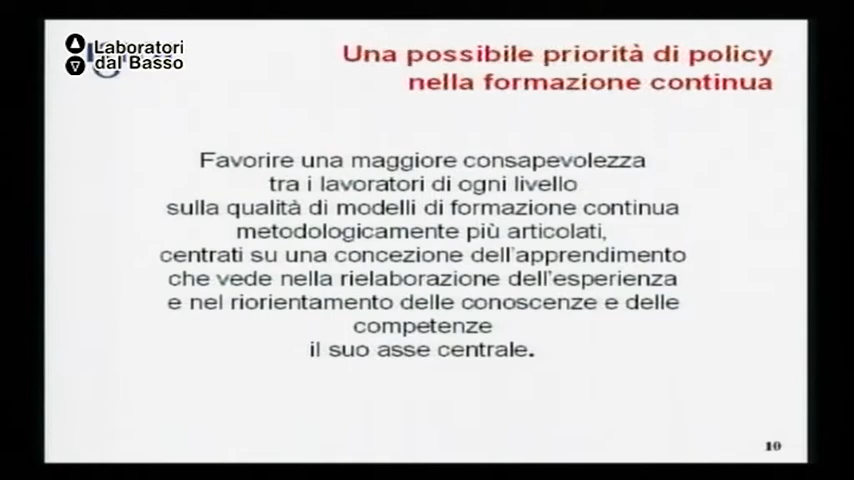 Laboratori
dal Basso
Una possibile priorità di policy
nella formazione continua
Favorire una maggiore consapevolezza
tra i lavoratori di ogni livello
sulla qualità di modelli di formazione continua
metodologicamente più articolati,
centrati su una concezione dell'apprendimento
che vede nella rielaborazione dell'esperienza
e nel riorientamento delle conoscenze e delle
competenze
il suo asse centrale.
10